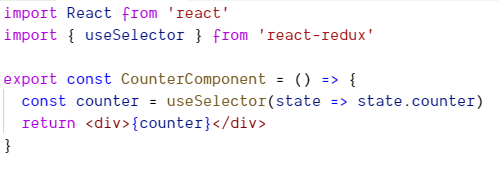 import React from 'react'
import { useSelector } from 'react-redux'

export const CounterComponent = () => {
  const counter = useSelector(state => state.counter)
  return <div>{counter}</div>
}